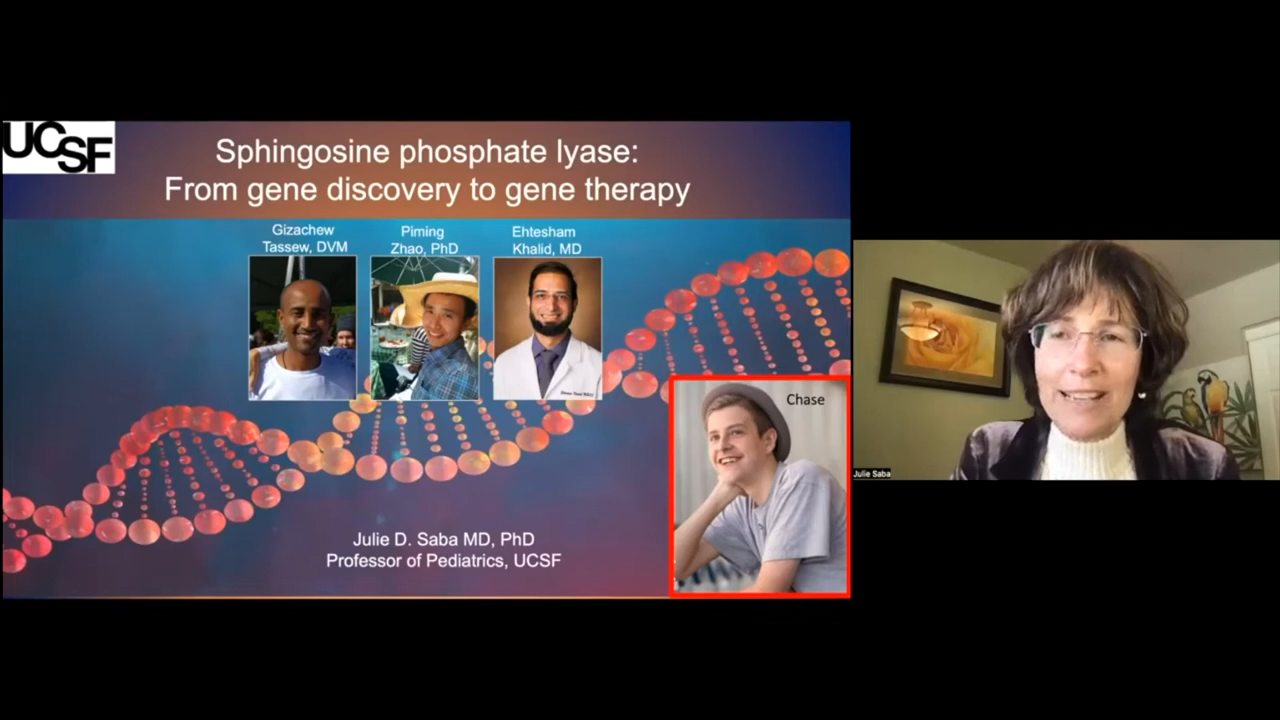 UCSF
Sphingosine phosphate lyase:
From gene discovery to gene therapy
Gizachew
Tassew, DVM
Piming
Zhao, PhD
Ehtesham
Khalid, MD
Chase
Julie D. Saba MD, PhD
Professor of Pediatrics, UCSF
Julie Saba